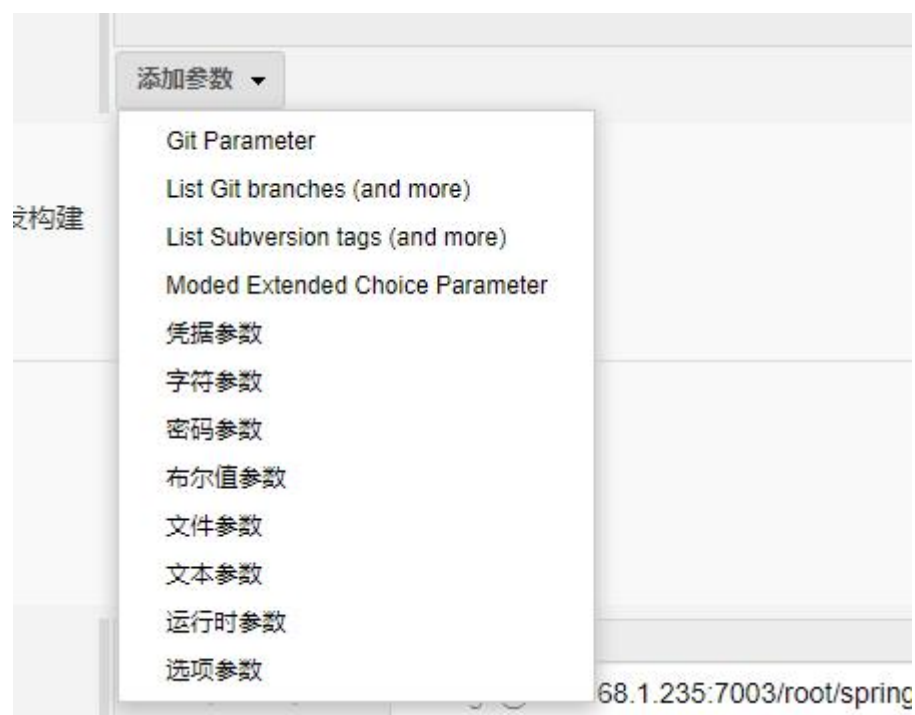 添加参数
Git Parameter
List Git branches (and more)
List Subversion tags (and more)
构建
Moded Extended Choice Parameter
凭据参数
字符参数
密码参数
布尔值参数
文件参数
文本参数
运行时参数
选项参数
68.1.235:7003/root/spring